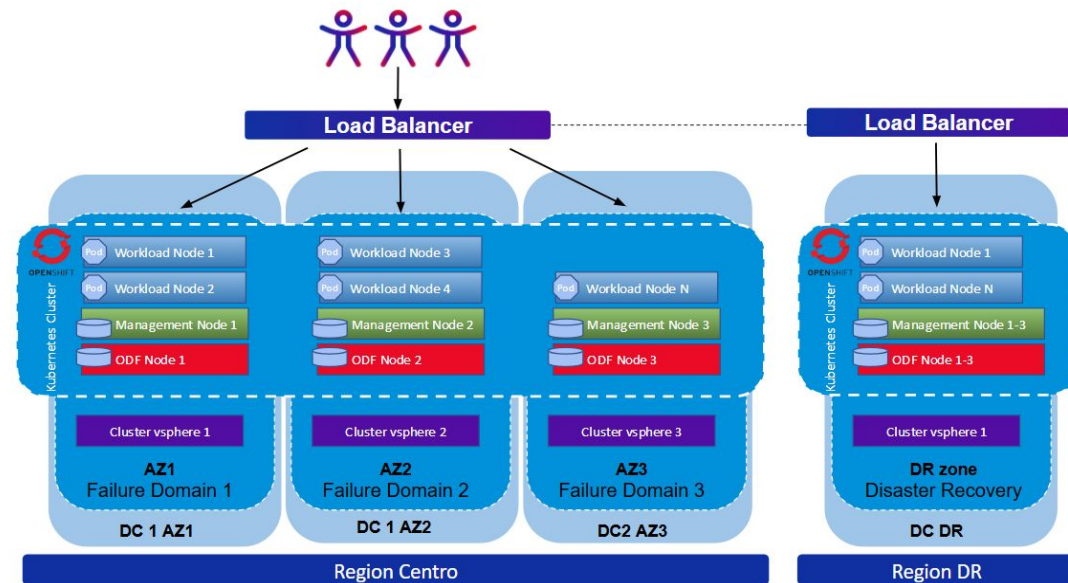 Load Balancer
Load Balancer
OPENSHIFT
Kubernetes Cluster
Pod Workload Node 1
Pod Workload Node 2
Management Node 1
ODF Node 1
Pod Workload Node 3
Pod Workload Node 4
Management Node 2
ODF Node 2
Pod Workload Node N
Management Node 3
ODF Node 3
OPENSHIFT
Kubernetes Cluster
Pod Workload Node 1
Pod Workload Node N
Management Node 1-3
ODF Node 1-3
Cluster vsphere 1
Cluster vsphere 2
Cluster vsphere 3
Cluster vsphere 1
AZ1
Failure Domain 1
AZ2
Failure Domain 2
AZ3
Failure Domain 3
DR zone
Disaster Recovery
DC 1 AZ1
DC 1 AZ2
DC2 AZ3
DC DR
Region Centro
Region DR